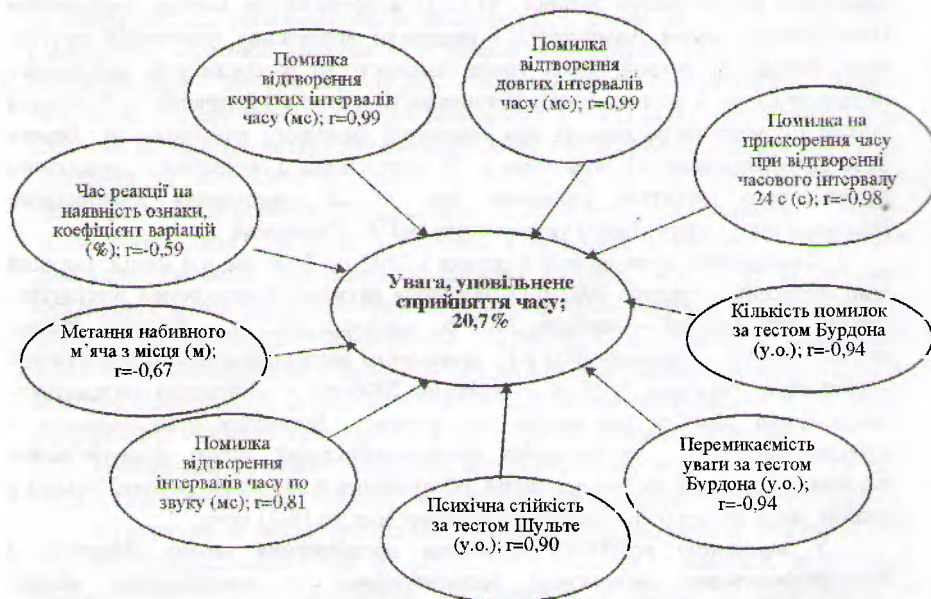 Помилка
відтворення
коротких інтервалів
часу (мс); r=0,99
Помилка
відтворення
довгих інтервалів
часу (мс); r=0,99
Помилка на
прискорення часу
при відтворенні
часового інтервалу
24 с (с); r=-0,98
Час реакції на
наявність ознаки,
коефіцієнт варіацій
(%); r=-0,59
Увага, уповільнене
сприйняття часу;
20,7%
Кількість помилок
за тестом Бурдона
(у.о.); r=-0,94
Метання набивного
м’яча з місця (м);
r=-0,67
Помилка
відтворення
інтервалів часу по
звуку (мс); r=0,81
Психічна стійкість
за тестом Шульте
(у.о.); r=0,90
Перемикаємість
уваги за тестом
Бурдона (у.о.);
r=-0,94